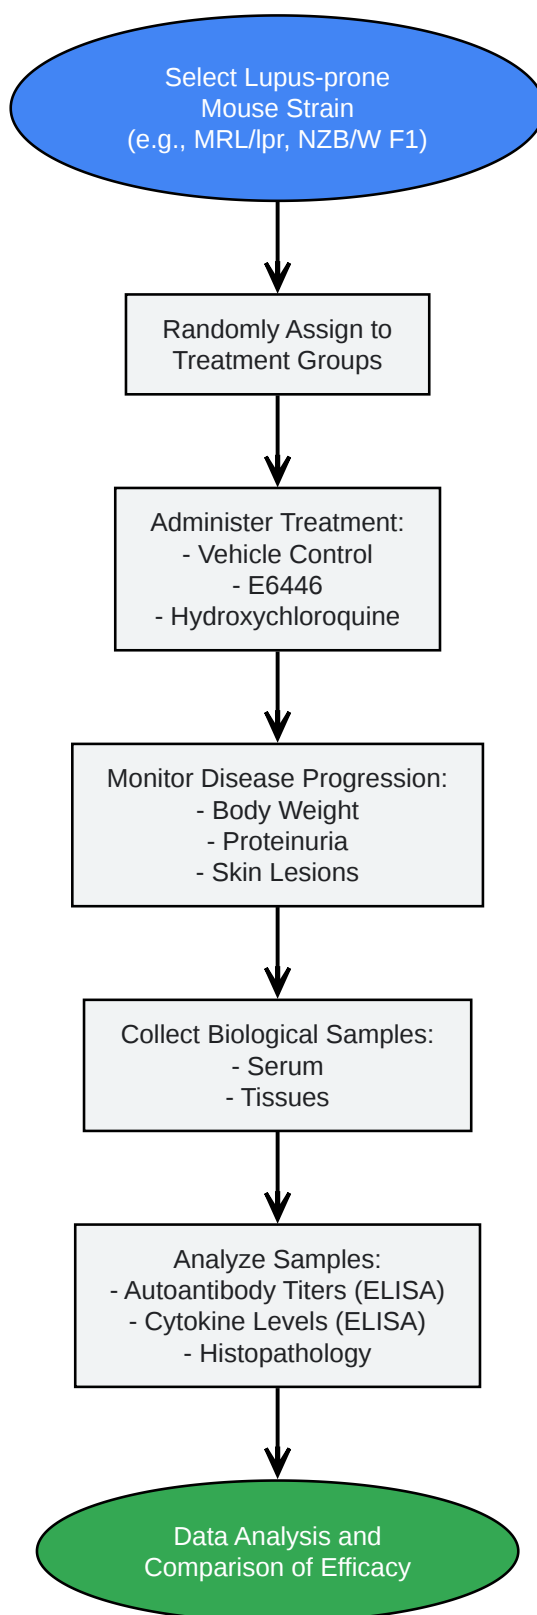 Select Lupus-prone
Mouse Strain
(e.g., MRL/lpr, NZB/W F1)
Randomly Assign to
Treatment Groups
Administer Treatment:
- Vehicle Control
- E6446
- Hydroxychloroquine
Monitor Disease Progression:
- Body Weight
- Proteinuria
- Skin Lesions
Collect Biological Samples:
- Serum
- Tissues
Analyze Samples:
- Autoantibody Titers (ELISA)
- Cytokine Levels (ELISA)
- Histopathology
Data Analysis and
Comparison of Efficacy